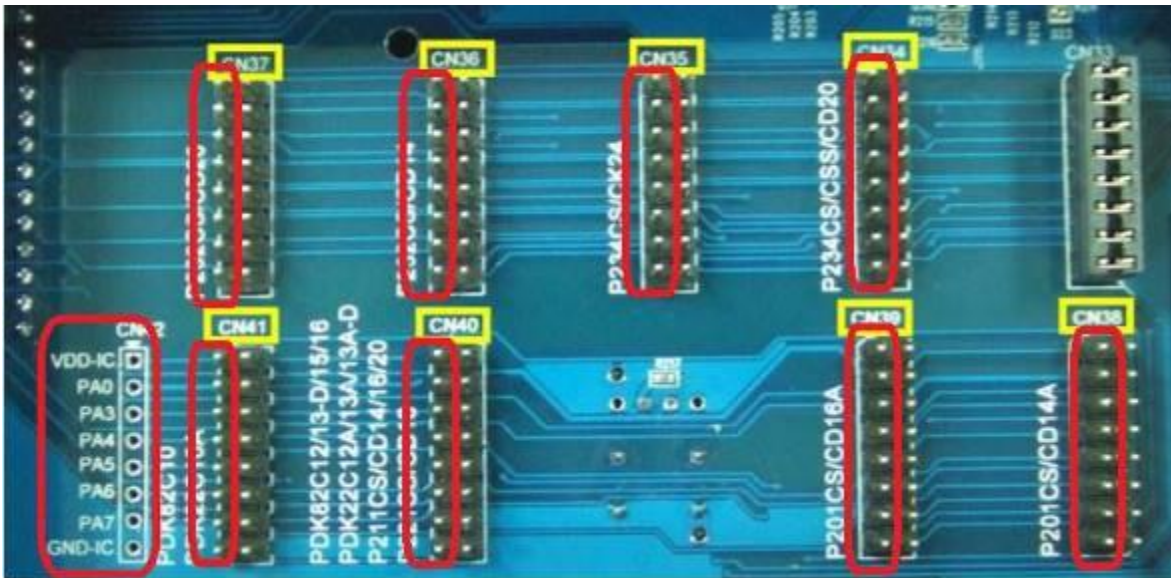 CN37
CN36
CN35
CN34
CN33
P234CS/CK24
P234CS/CSS/CD20
CN42
VDD-IC
PA0
PA3
PA4
PA5
PA6
PA7
GND-IC
CN41
PDK82C12/13-D/15/16
PDK22C12A/13A/13A-D
P211CS/CD14/16/20
CN40
CN39
P201CS/CD16A
CN38
P201CS/CD14A